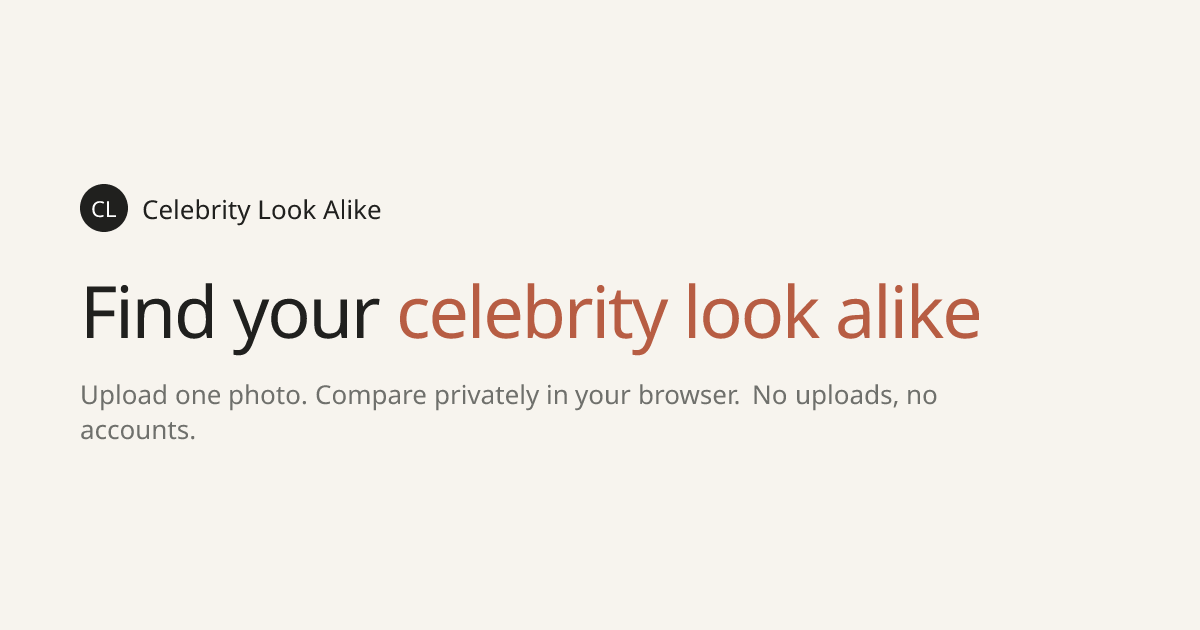 CL Celebrity Look Alike
Find your celebrity look alike
Upload one photo. Compare privately in your browser. No uploads, no
accounts.